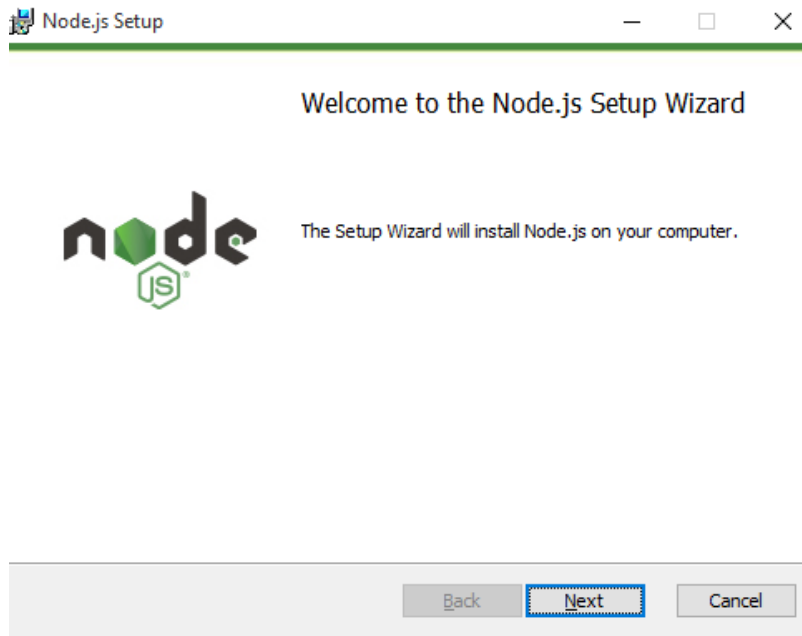 Node.js Setup
Welcome to the Node.js Setup Wizard
node
JS
The Setup Wizard will install Node.js on your computer.
Back
Next
Cancel